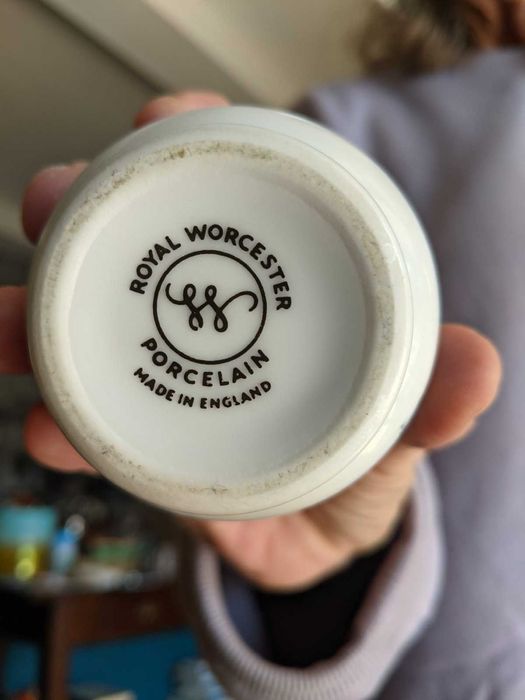 ROYAL WORCESTER
W
PORCELAIN
MADE IN ENGLAND